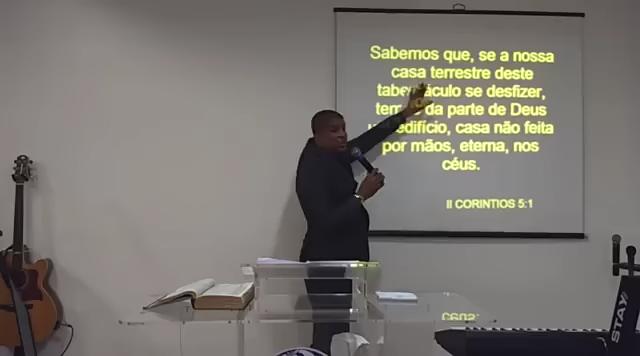 Sabemos que, se a nossa
casa terrestre deste
se desfizer,
da parte de Deus
edifício, casa não feita
por mãos, eterna, nos
céus.
II CORINTIOS 5:1
STAY